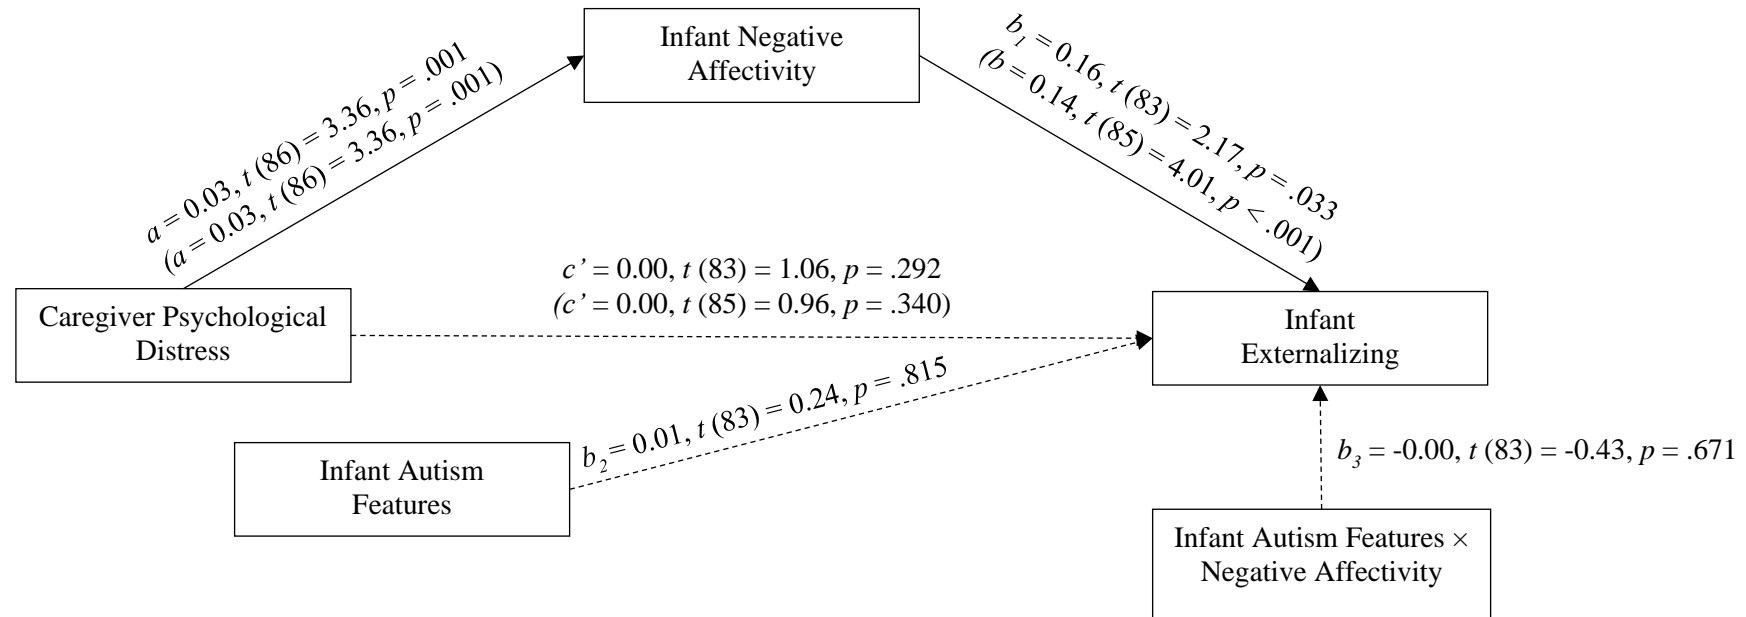 Infant Negative
Affectivity
a = 0.03, t (86) = 3.36, p = .001
(a = 0.03, t (86) = 3.36, p = .001)
b1 = 0.16, t (83) = 2.17, p = .033
(b = 0.14, t (85) = 4.01, p < .001)
c’ = 0.00, t (83) = 1.06, p = .292
(c’ = 0.00, t (85) = 0.96, p = .340)
Caregiver Psychological
Distress
Infant
Externalizing
b2 = 0.01, t (83) = 0.24, p = .815
Infant Autism
Features
b3 = -0.00, t (83) = -0.43, p = .671
Infant Autism Features ×
Negative Affectivity